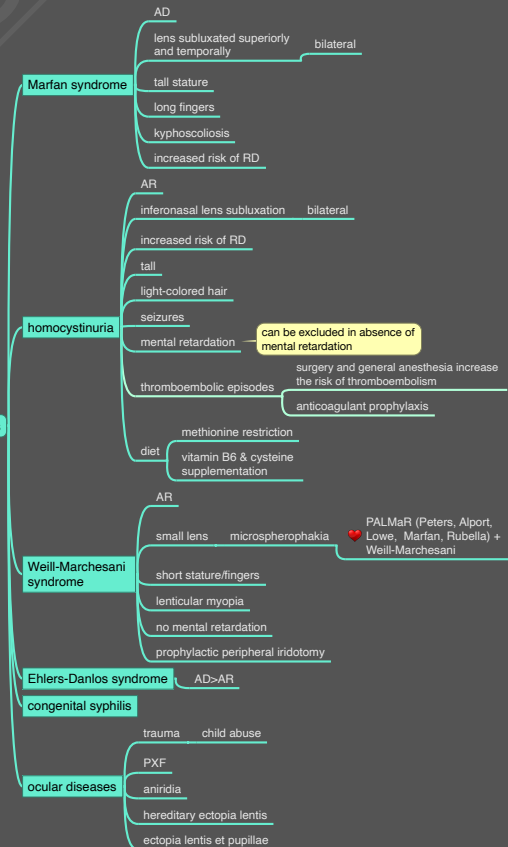 AD
lens subluxated superiorly
and temporally
bilateral
Marfan syndrome
tall stature
long fingers
kyphoscoliosis
increased risk of RD
AR
inferonasal lens subluxation
bilateral
increased risk of RD
tall
light-colored hair
seizures
homocystinuria
mental retardation
can be excluded in absence of
mental retardation
thromboembolic episodes
surgery and general anesthesia increase
the risk of thromboembolism
anticoagulant prophylaxis
diet
methionine restriction
vitamin B6 & cysteine
supplementation
AR
small lens
microspherophakia
PALMaR (Peters, Alport,
Lowe, Marfan, Rubella) +
Weill-Marchesani
Weill-Marchesani
syndrome
short stature/fingers
lenticular myopia
no mental retardation
prophylactic peripheral iridotomy
Ehlers-Danlos syndrome
AD>AR
congenital syphilis
trauma
child abuse
PXF
ocular diseases
aniridia
hereditary ectopia lentis
ectopia lentis et pupillae